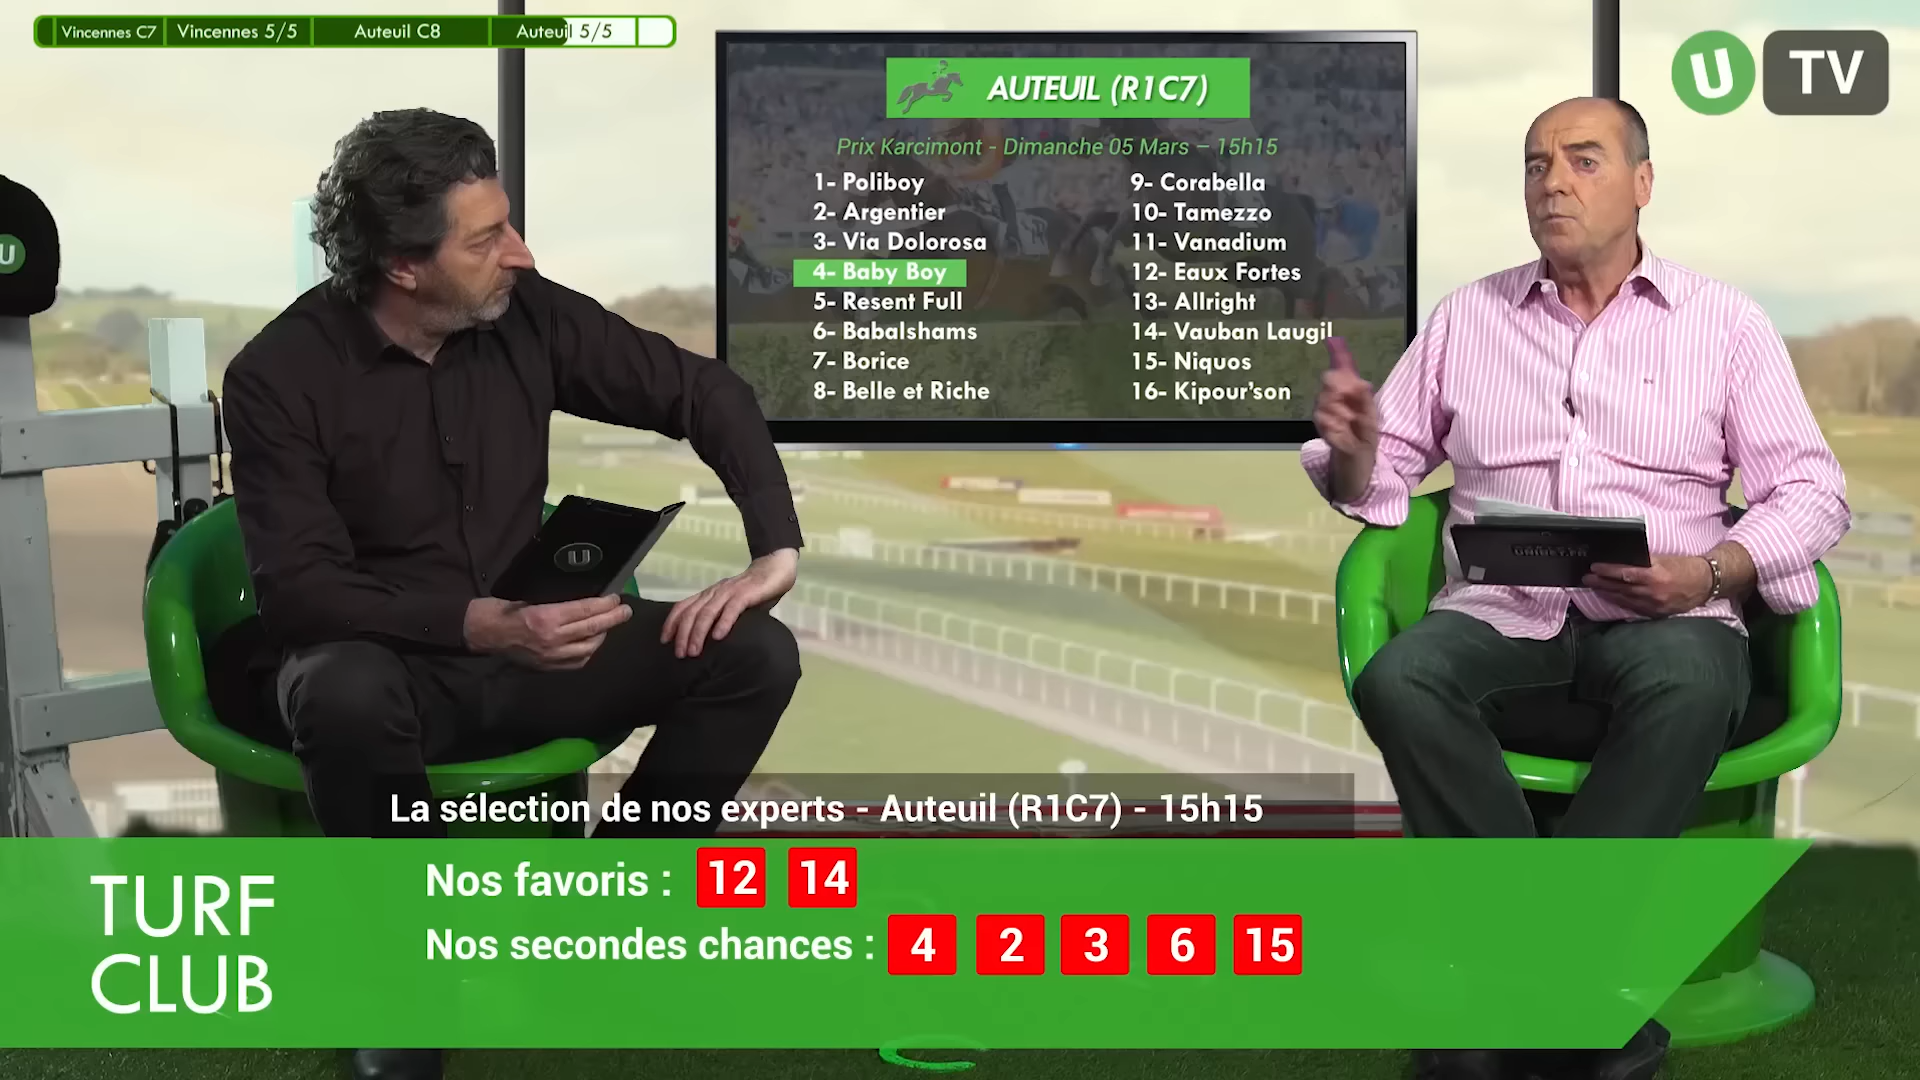 Vincennes C7
Vincennes 5/5
Auteuil C8
Auteuil 5/5
U TV
AUTEUIL (R1C7)
Prix Karcimont - Dimanche 05 Mars – 15h15
1- Poliboy
2- Argentier
3- Via Dolorosa
4- Baby Boy
5- Resent Full
6- Babalshams
7- Borice
8- Belle et Riche
9- Corabella
10- Tamezzo
11- Vanadium
12- Eaux Fortes
13- Allright
14- Vauban Laugil
15- Niquos
16- Kipour'son
U
U
UNIBET.FR
La sélection de nos experts - Auteuil (R1C7) - 15h15
TURF
CLUB
Nos favoris : 12 14
Nos secondes chances : 4 2 3 6 15